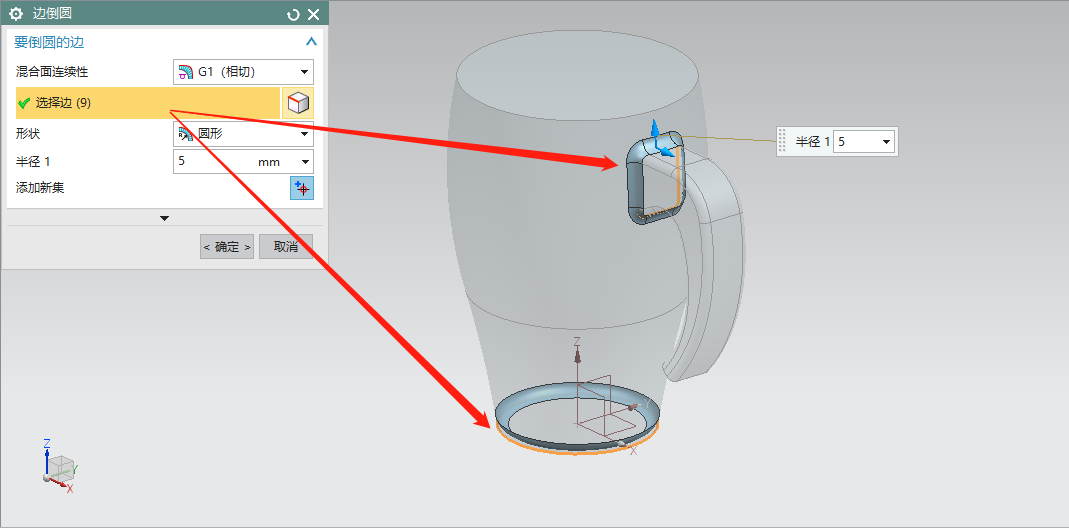 边倒圆
要倒圆的边
混合面连续性
G1（相切）
选择边 (9)
形状
圆形
半径 1
5 mm
添加新集
< 确定 >
取消
半径 1 5
Z
X
Z
Y
X